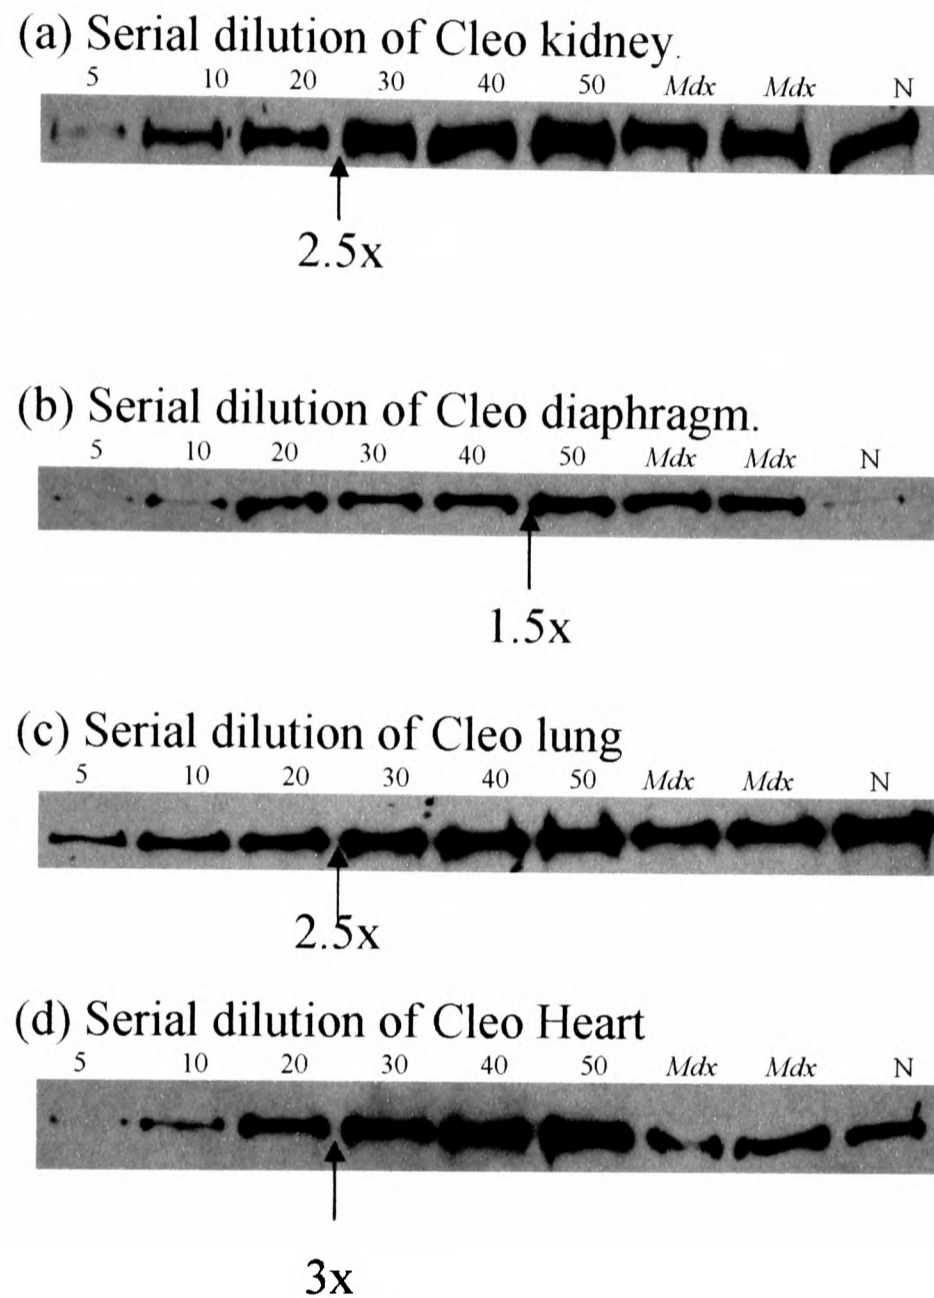 (a) Serial dilution of Cleo kidney.
5 10 20 30 40 50 Mdx Mdx N
2.5x
(b) Serial dilution of Cleo diaphragm.
5 10 20 30 40 50 Mdx Mdx N
1.5x
(c) Serial dilution of Cleo lung
5 10 20 30 40 50 Mdx Mdx N
2.5x
(d) Serial dilution of Cleo Heart
5 10 20 30 40 50 Mdx Mdx N
3x